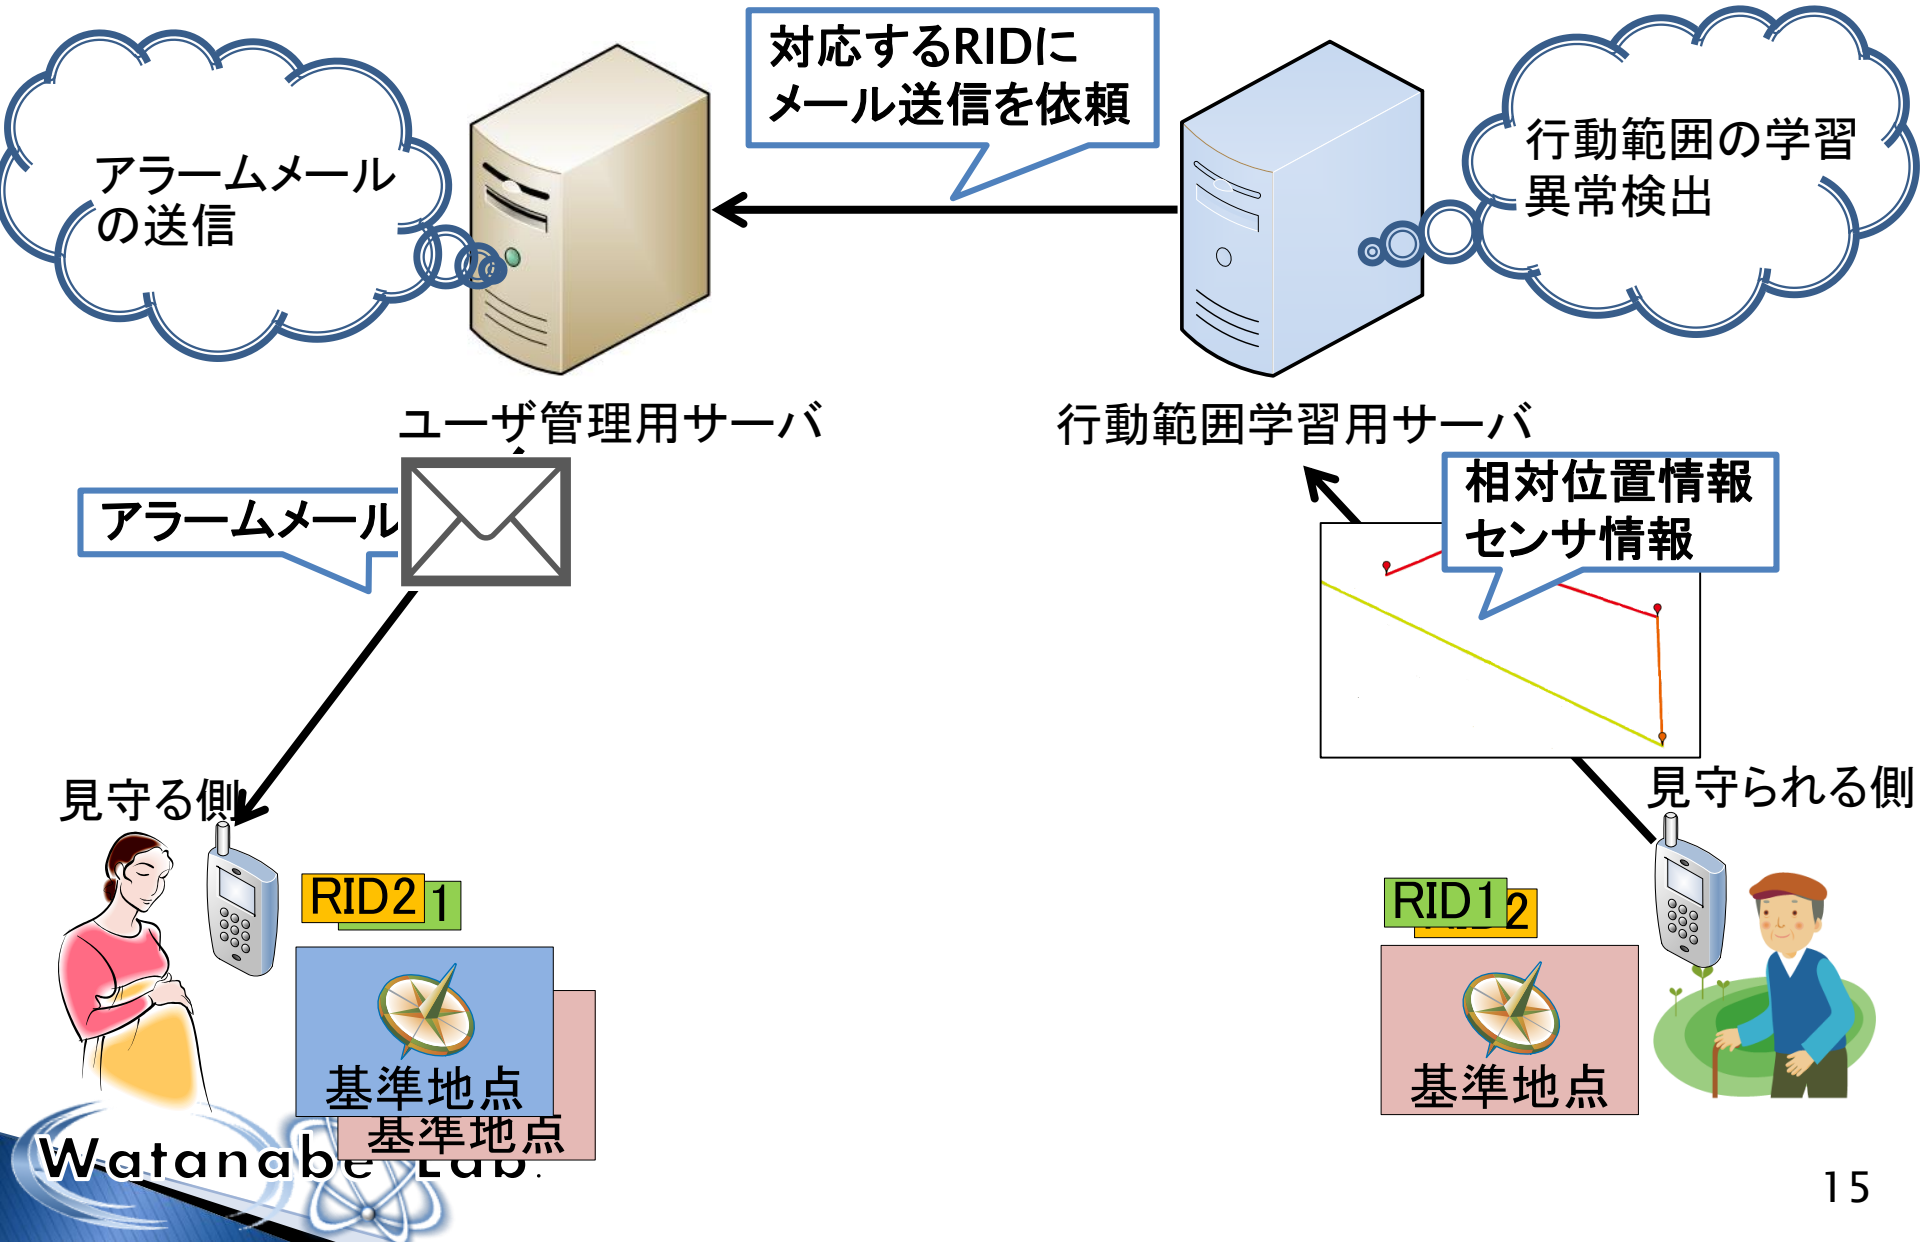 対応するRIDに
メール送信を依頼
アラームメール
の送信
行動範囲の学習
異常検出
ユーザ管理用サーバ
行動範囲学習用サーバ
アラームメール
相対位置情報
センサ情報
見守る側
見守られる側
RID2
1
RID1
RID2
基準地点
基準地点
基準地点
Watanabe Lab.
15